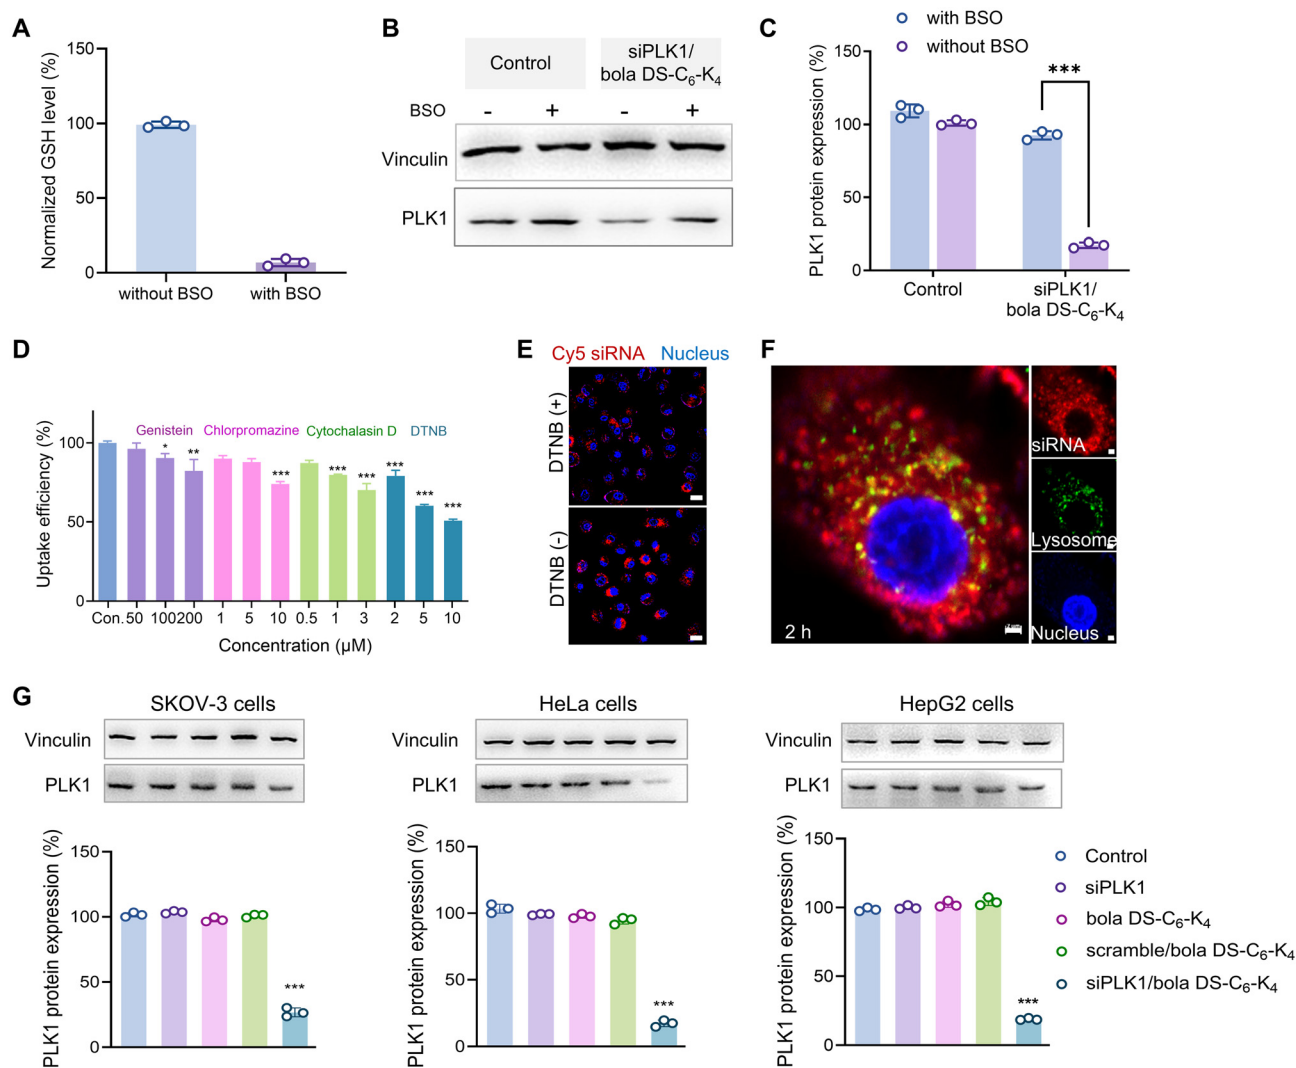 A
Normalized GSH level (%)
150
100
50
0
without BSO
with BSO
B
Control
siPLK1/
bola DS-C₆-K₄
BSO
- + - +
Vinculin
PLK1
C
with BSO
without BSO
PLK1 protein expression (%)
150
100
50
0
***
Control
siPLK1/
bola DS-C₆-K₄
D
Uptake efficiency (%)
100
50
0
Genistein Chlorpromazine Cytochalasin D DTNB
* ** *** *** *** *** *** ***
Con. 50 100 200 1 5 10 0.5 1 3 2 5 10
Concentration (µM)
E
Cy5 siRNA Nucleus
DTNB (+)
DTNB (-)
F
2 h
siRNA
Lysosome
Nucleus
G
SKOV-3 cells
Vinculin
PLK1
PLK1 protein expression (%)
150
100
50
0
***
HeLa cells
Vinculin
PLK1
PLK1 protein expression (%)
150
100
50
0
***
HepG2 cells
Vinculin
PLK1
PLK1 protein expression (%)
150
100
50
0
***
Control
siPLK1
bola DS-C₆-K₄
scramble/bola DS-C₆-K₄
siPLK1/bola DS-C₆-K₄